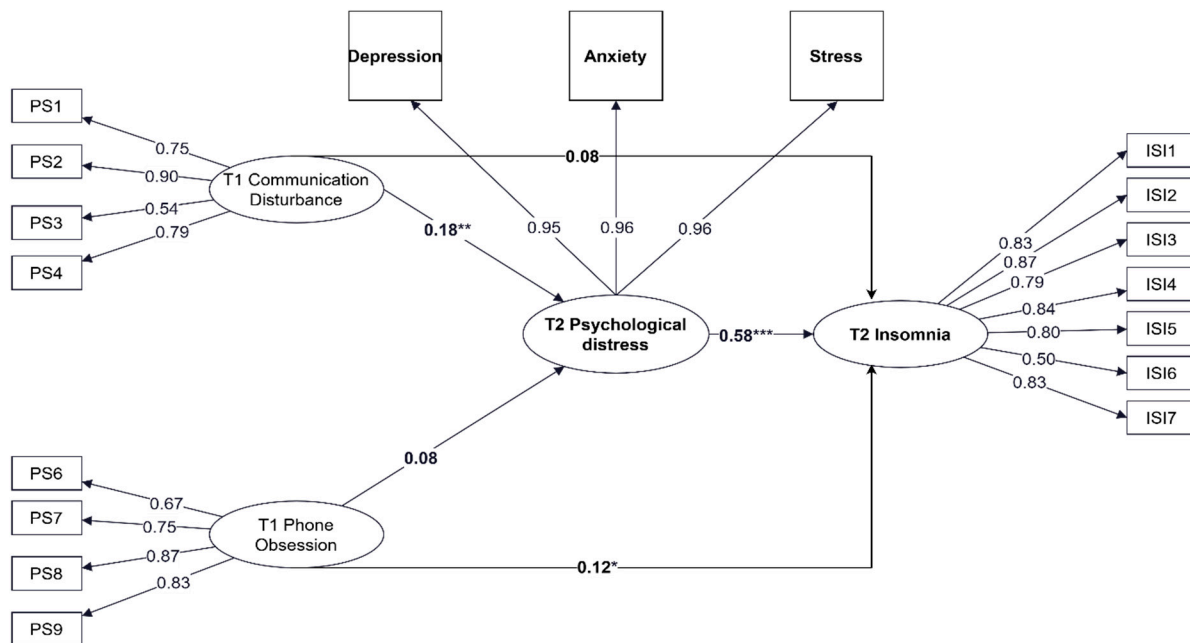 Depression
Anxiety
Stress
PS1
PS2
PS3
PS4
0.75
0.90
0.54
0.79
T1 Communication
Disturbance
0.08
0.18**
0.95
0.96
0.96
T2 Psychological
distress
0.58***
T2 Insomnia
0.83
0.87
0.79
0.84
0.80
0.50
0.83
ISI1
ISI2
ISI3
ISI4
ISI5
ISI6
ISI7
0.08
PS6
PS7
PS8
PS9
0.67
0.75
0.87
0.83
T1 Phone
Obsession
0.12*